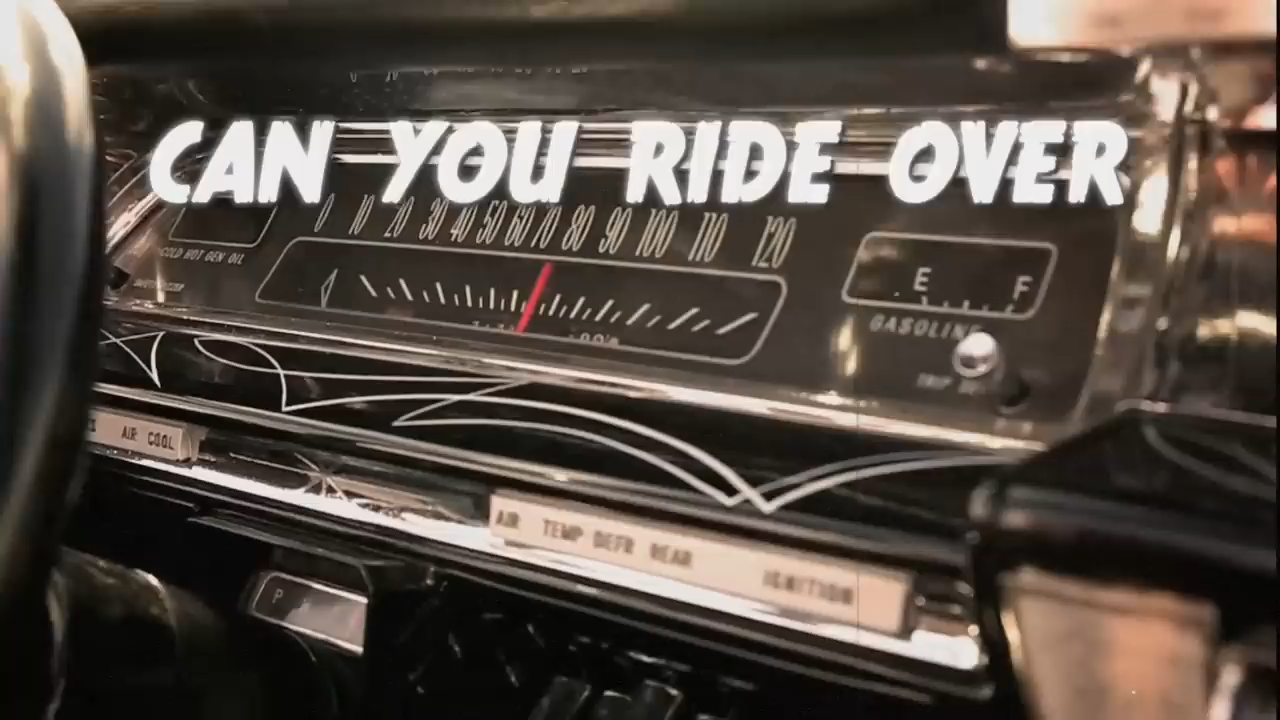 CAN YOU RIDE OVER
0 10 20 30 40 50 60 70 80 90 100 110 120
COLD HOT GEN OIL
E F
GASOLINE
TRIP
AIR COOL
AIR TEMP DEFR REAR IGNITION
P